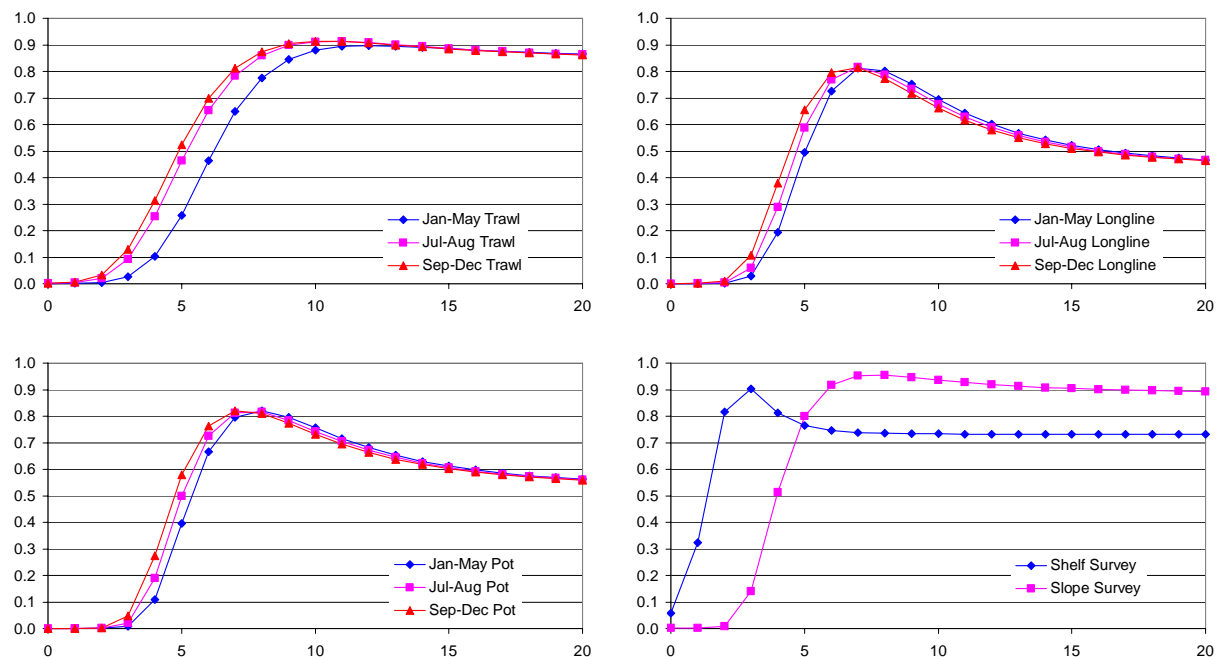 1.0
0.9
0.8
0.7
0.6
0.5
0.4
0.3
0.2
0.1
0.0
0 5 10 15 20
Jan-May Trawl
Jul-Aug Trawl
Sep-Dec Trawl
1.0
0.9
0.8
0.7
0.6
0.5
0.4
0.3
0.2
0.1
0.0
0 5 10 15 20
Jan-May Longline
Jul-Aug Longline
Sep-Dec Longline
1.0
0.9
0.8
0.7
0.6
0.5
0.4
0.3
0.2
0.1
0.0
0 5 10 15 20
Jan-May Pot
Jul-Aug Pot
Sep-Dec Pot
1.0
0.9
0.8
0.7
0.6
0.5
0.4
0.3
0.2
0.1
0.0
0 5 10 15 20
Shelf Survey
Slope Survey